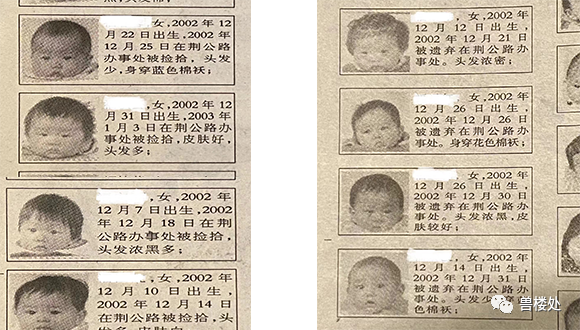 ，女，2002 年 12
月 22 日出生，2002 年
12 月 25 日在荆公路
办事处被捡拾。头发
少，身穿蓝色棉袄；
，女，2002 年 12
月 31 日出生，2003 年
1 月 3 日在荆公路办
事处被捡拾，皮肤好，
头发多；
，女，2002
年 12 月 7 日出生，2002
年 12 月 18 日在荆
公路办事处被捡拾，
头发浓黑多；
，女，2002 年
12 月 10 日出生，
2002 年 12 月 14 日
在荆公路办事处被捡拾，头
，女，2002 年
12 月 12 日出生，
2002 年 12 月 21 日
被遗弃在荆公路办
事处。头发浓密；
，女，2002 年
12 月 26 日出生，
2002 年 12 月 26 日
被遗弃在荆公路办
事处。身穿花色棉袄；
，女，2002 年
12 月 26 日出生，
2002 年 12 月 30 日
被遗弃在荆公路办
事处。头发浓黑，皮
肤较好；
，女，2002 年
12 月 14 日出生，
2002 年 12 月 31 日
被遗弃在荆公路办
事处。头发少，
兽楼处